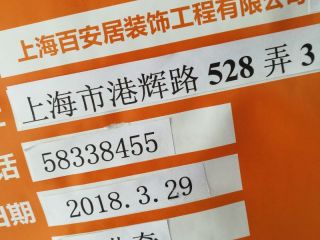 上海百安居装饰工程有限公司
上海市港辉路 528 弄 3
话 58338455
日期 2018.3.29